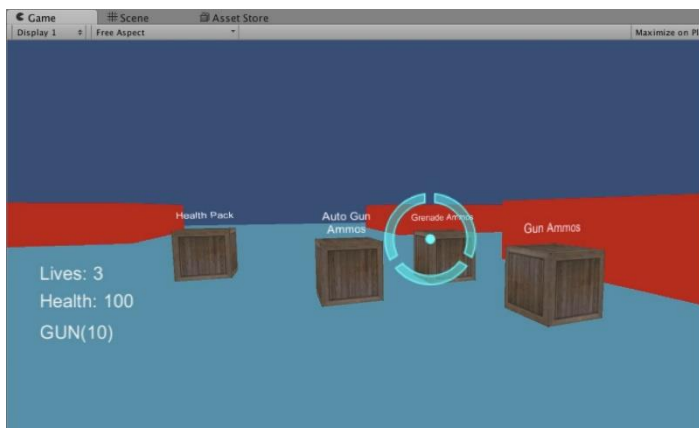 Game Scene Asset Store
Display 1 Free Aspect Maximize on Pl
Health Pack
Auto Gun
Ammos
Grenade Ammos
Gun Ammos
Lives: 3
Health: 100
GUN(10)